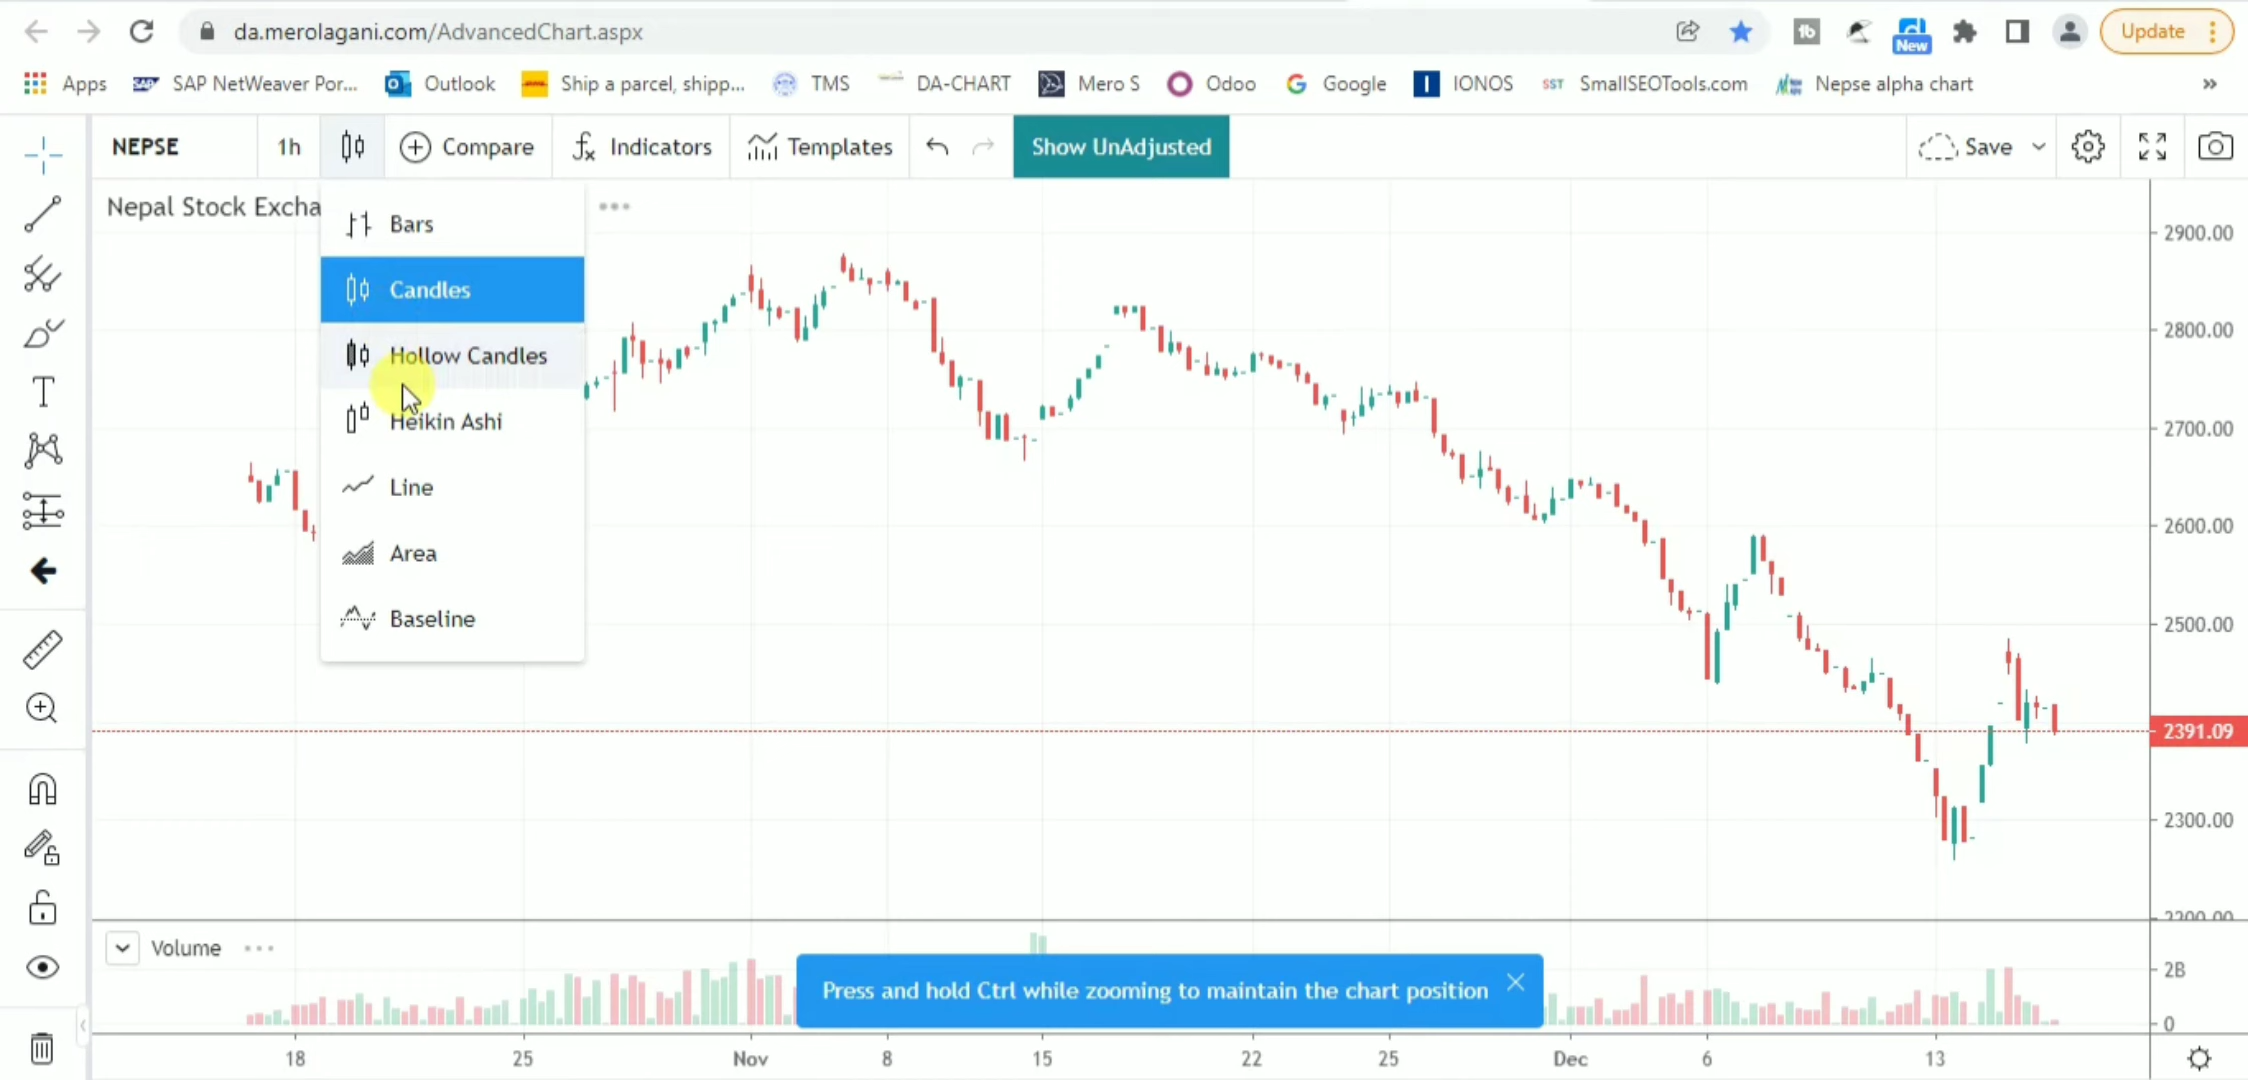 da.merolagani.com/AdvancedChart.aspx
New
Update
Apps
SAP NetWeaver Por...
Outlook
Ship a parcel, shipp...
TMS
DA-CHART
Mero S
Odoo
Google
IONOS
SST SmallSEOTools.com
Nepse alpha chart
»
NEPSE
1h
Compare
Indicators
Templates
Show UnAdjusted
Save
Nepal Stock Excha
Bars
Candles
Hollow Candles
Heikin Ashi
Line
Area
Baseline
2900.00
2800.00
2700.00
2600.00
2500.00
2391.09
2300.00
2200.00
Volume
2B
0
Press and hold Ctrl while zooming to maintain the chart position
18 25 Nov 8 15 22 25 Dec 6 13